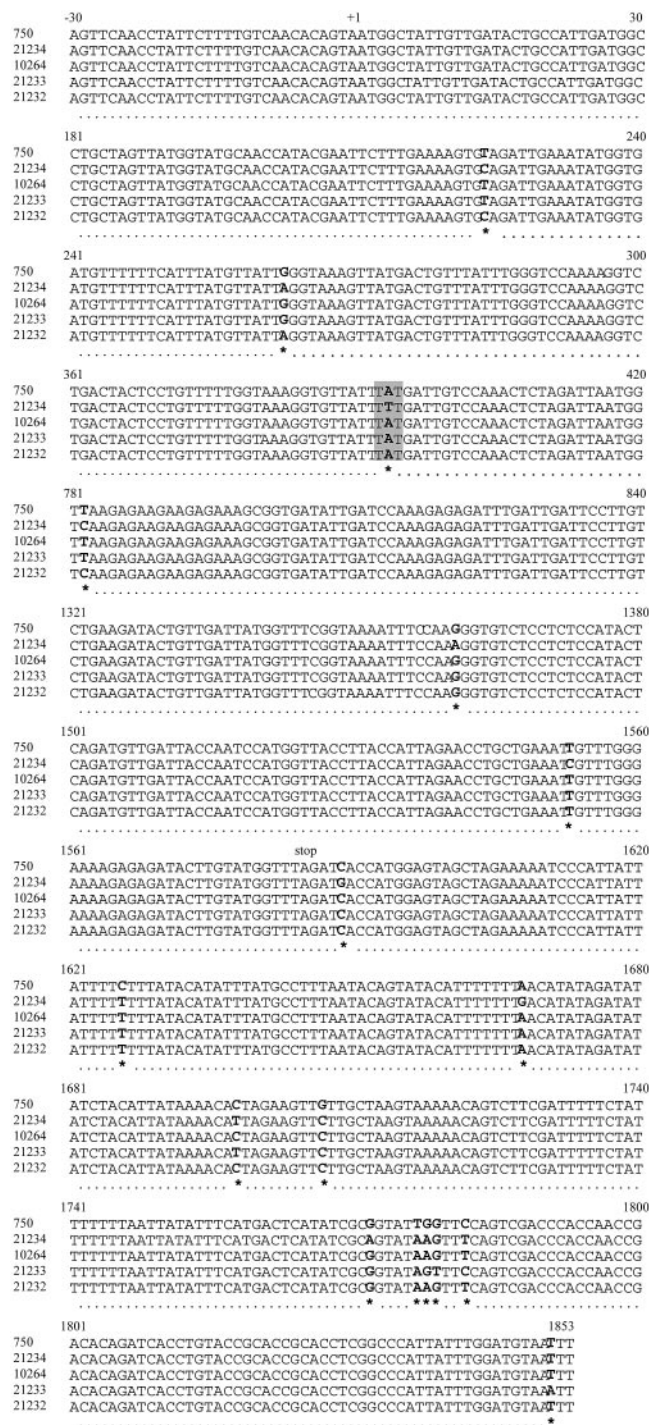 -30 +1 30
750 AGTTCAACCTATTCTTTTGTCAACACAGTAATGGCTATTGTTGATACTGCCATTGATGGC
21234 AGTTCAACCTATTCTTTTGTCAACACAGTAATGGCTATTGTTGATACTGCCATTGATGGC
10264 AGTTCAACCTATTCTTTTGTCAACACAGTAATGGCTATTGTTGATACTGCCATTGATGGC
21233 AGTTCAACCTATTCTTTTGTCAACACAGTAATGGCTATTGTTGATACTGCCATTGATGGC
21232 AGTTCAACCTATTCTTTTGTCAACACAGTAATGGCTATTGTTGATACTGCCATTGATGGC
181 240
750 CTGCTAGTTATGGTATGCAACCATACGAATTCTTTGAAAAGTGTAGATTGAAATATGGTG
21234 CTGCTAGTTATGGTATGCAACCATACGAATTCTTTGAAAAGTGCAGATTGAAATATGGTG
10264 CTGCTAGTTATGGTATGCAACCATACGAATTCTTTGAAAAGTGTAGATTGAAATATGGTG
21233 CTGCTAGTTATGGTATGCAACCATACGAATTCTTTGAAAAGTGTAGATTGAAATATGGTG
21232 CTGCTAGTTATGGTATGCAACCATACGAATTCTTTGAAAAGTGCAGATTGAAATATGGTG
*
241 300
750 ATGTTTTTTCATTTATGTTATTGGGTAAAGTTATGACTGTTTATTTGGGTCCAAAAGGTC
21234 ATGTTTTTTCATTTATGTTATTAGGTAAAGTTATGACTGTTTATTTGGGTCCAAAAGGTC
10264 ATGTTTTTTCATTTATGTTATTGGGTAAAGTTATGACTGTTTATTTGGGTCCAAAAGGTC
21233 ATGTTTTTTCATTTATGTTATTGGGTAAAGTTATGACTGTTTATTTGGGTCCAAAAGGTC
21232 ATGTTTTTTCATTTATGTTATTAGGTAAAGTTATGACTGTTTATTTGGGTCCAAAAGGTC
*
361 420
750 TGACTACTCCTGTTTTTGGTAAAGGTGTTATTTATGATTGTCCAAACTCTAGATTAATGG
21234 TGACTACTCCTGTTTTTGGTAAAGGTGTTATTTTTGATTGTCCAAACTCTAGATTAATGG
10264 TGACTACTCCTGTTTTTGGTAAAGGTGTTATTTATGATTGTCCAAACTCTAGATTAATGG
21233 TGACTACTCCTGTTTTTGGTAAAGGTGTTATTTATGATTGTCCAAACTCTAGATTAATGG
21232 TGACTACTCCTGTTTTTGGTAAAGGTGTTATTTATGATTGTCCAAACTCTAGATTAATGG
*
781 840
750 TTAAGAGAAGAAGAGAAAGCGGTGATATTGATCCAAAGAGAGATTTGATTGATTCCTTGT
21234 TCAAGAGAAGAAGAGAAAGCGGTGATATTGATCCAAAGAGAGATTTGATTGATTCCTTGT
10264 TTAAGAGAAGAAGAGAAAGCGGTGATATTGATCCAAAGAGAGATTTGATTGATTCCTTGT
21233 TTAAGAGAAGAAGAGAAAGCGGTGATATTGATCCAAAGAGAGATTTGATTGATTCCTTGT
21232 TCAAGAGAAGAAGAGAAAGCGGTGATATTGATCCAAAGAGAGATTTGATTGATTCCTTGT
*
1321 1380
750 CTGAAGATACTGTTGATTATGGTTTCGGTAAAATTTCCAAGGGTGTCTCCTCTCCATACT
21234 CTGAAGATACTGTTGATTATGGTTTCGGTAAAATTTCCAAAGGTGTCTCCTCTCCATACT
10264 CTGAAGATACTGTTGATTATGGTTTCGGTAAAATTTCCAAGGGTGTCTCCTCTCCATACT
21233 CTGAAGATACTGTTGATTATGGTTTCGGTAAAATTTCCAAGGGTGTCTCCTCTCCATACT
21232 CTGAAGATACTGTTGATTATGGTTTCGGTAAAATTTCCAAGGGTGTCTCCTCTCCATACT
*
1501 1560
750 CAGATGTTGATTACCAATCCATGGTTACCTTACCATTAGAACCTGCTGAAATTGTTTGGG
21234 CAGATGTTGATTACCAATCCATGGTTACCTTACCATTAGAACCTGCTGAAATCGTTTGGG
10264 CAGATGTTGATTACCAATCCATGGTTACCTTACCATTAGAACCTGCTGAAATTGTTTGGG
21233 CAGATGTTGATTACCAATCCATGGTTACCTTACCATTAGAACCTGCTGAAATTGTTTGGG
21232 CAGATGTTGATTACCAATCCATGGTTACCTTACCATTAGAACCTGCTGAAATTGTTTGGG
*
1561 stop 1620
750 AAAAGAGAGATACTTGTATGGTTTAGATCACCATGGAGTAGCTAGAAAAATCCCATTATT
21234 AAAAGAGAGATACTTGTATGGTTTAGATGACCATGGAGTAGCTAGAAAAATCCCATTATT
10264 AAAAGAGAGATACTTGTATGGTTTAGATCACCATGGAGTAGCTAGAAAAATCCCATTATT
21233 AAAAGAGAGATACTTGTATGGTTTAGATCACCATGGAGTAGCTAGAAAAATCCCATTATT
21232 AAAAGAGAGATACTTGTATGGTTTAGATCACCATGGAGTAGCTAGAAAAATCCCATTATT
*
1621 1680
750 ATTTTCTTTATACATATTTATGCCTTTAATACAGTATACATTTTTTTAACATATAGATAT
21234 ATTTTTTTTATACATATTTATGCCTTTAATACAGTATACATTTTTTTGACATATAGATAT
10264 ATTTTTTTTATACATATTTATGCCTTTAATACAGTATACATTTTTTTAACATATAGATAT
21233 ATTTTTTTTATACATATTTATGCCTTTAATACAGTATACATTTTTTTAACATATAGATAT
21232 ATTTTTTTTATACATATTTATGCCTTTAATACAGTATACATTTTTTTAACATATAGATAT
* *
1681 1740
750 ATCTACATTATAAAACACTAGAAGTTGTTGCTAAGTAAAAACAGTCTTCGATTTTTCTAT
21234 ATCTACATTATAAAACATTAGAAGTTCTTGCTAAGTAAAAACAGTCTTCGATTTTTCTAT
10264 ATCTACATTATAAAACACTAGAAGTTCTTGCTAAGTAAAAACAGTCTTCGATTTTTCTAT
21233 ATCTACATTATAAAACATTAGAAGTTCTTGCTAAGTAAAAACAGTCTTCGATTTTTCTAT
21232 ATCTACATTATAAAACACTAGAAGTTCTTGCTAAGTAAAAACAGTCTTCGATTTTTCTAT
* *
1741 1800
750 TTTTTTAATTATATTTCATGACTCATATCGCGGTATTGGTTCCAGTCGACCCACCAACCG
21234 TTTTTTAATTATATTTCATGACTCATATCGCAGTATAAGTTTCAGTCGACCCACCAACCG
10264 TTTTTTAATTATATTTCATGACTCATATCGCGGTATAAGTTTCAGTCGACCCACCAACCG
21233 TTTTTTAATTATATTTCATGACTCATATCGCGGTATAGTTTCCAGTCGACCCACCAACCG
21232 TTTTTTAATTATATTTCATGACTCATATCGCGGTATAAGTTTCAGTCGACCCACCAACCG
* *** *
1801 1853
750 ACACAGATCACCTGTACCGCACCGCACCTCGGCCCATTATTTGGATGTAATTT
21234 ACACAGATCACCTGTACCGCACCGCACCTCGGCCCATTATTTGGATGTAATTT
10264 ACACAGATCACCTGTACCGCACCGCACCTCGGCCCATTATTTGGATGTAATTT
21233 ACACAGATCACCTGTACCGCACCGCACCTCGGCCCATTATTTGGATGTAAATT
21232 ACACAGATCACCTGTACCGCACCGCACCTCGGCCCATTATTTGGATGTAATTT
*